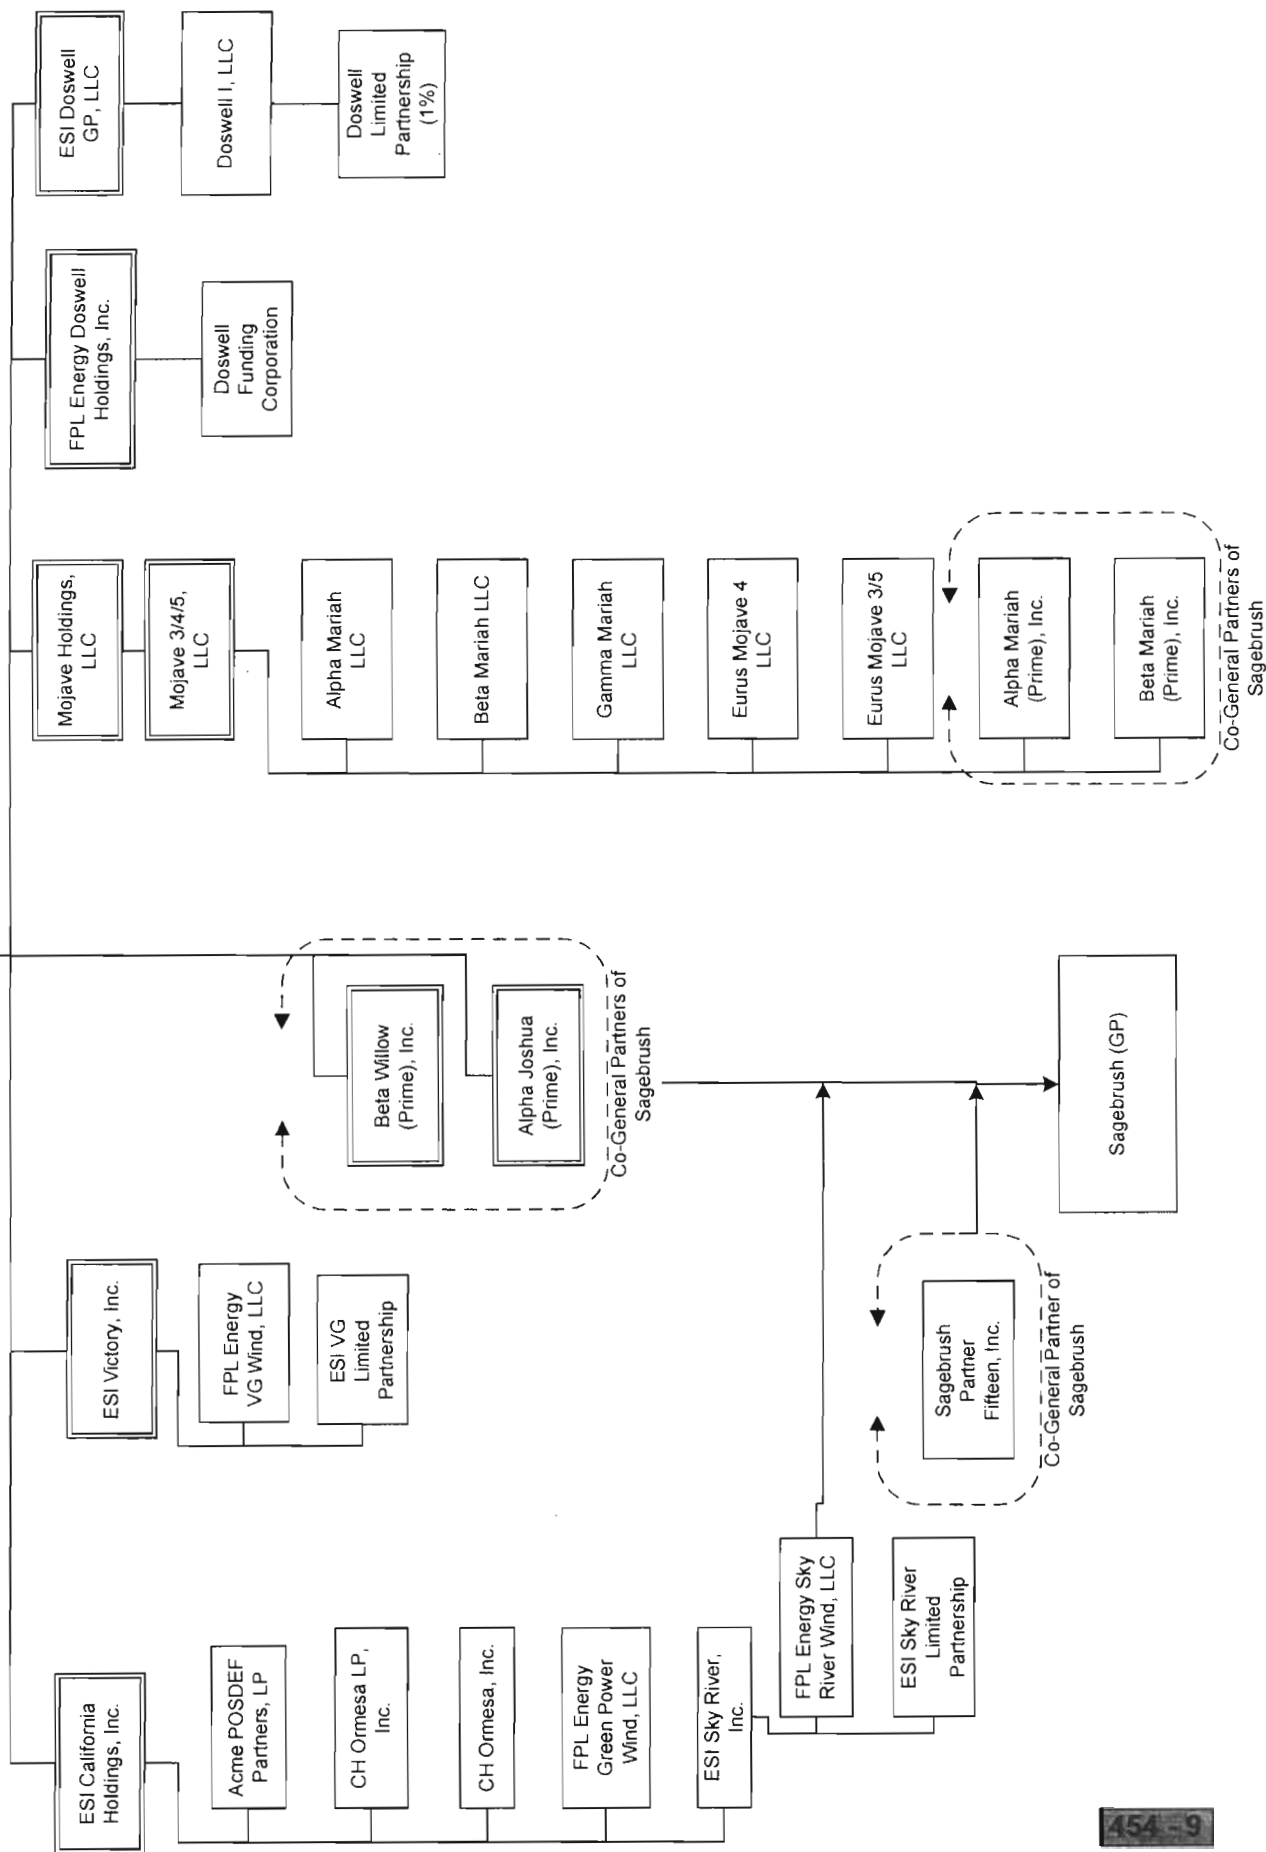 ESI California
Holdings, Inc.
Acme POSDEF
Partners, LP
CH Ormesa LP,
Inc.
CH Ormesa, Inc.
FPL Energy
Green Power
Wind, LLC
ESI Sky River,
Inc.
FPL Energy Sky
River Wind, LLC
ESI Sky River
Limited
Partnership
ESI Victory, Inc.
FPL Energy
VG Wind, LLC
ESI VG
Limited
Partnership
Sagebrush
Partner
Fifteen, Inc.
Co-General Partner of
Sagebrush
Beta Willow
(Prime), Inc.
Alpha Joshua
(Prime), Inc.
Co-General Partners of
Sagebrush
Sagebrush (GP)
Mojave Holdings,
LLC
Mojave 3/4/5,
LLC
Alpha Mariah
LLC
Beta Mariah LLC
Gamma Mariah
LLC
Eurus Mojave 4
LLC
Eurus Mojave 3/5
LLC
Alpha Mariah
(Prime), Inc.
Beta Mariah
(Prime), Inc.
Co-General Partners of
Sagebrush
FPL Energy Doswell
Holdings, Inc.
Doswell
Funding
Corporation
ESI Doswell
GP, LLC
Doswell I, LLC
Doswell
Limited
Partnership
(1%)
454 - 9